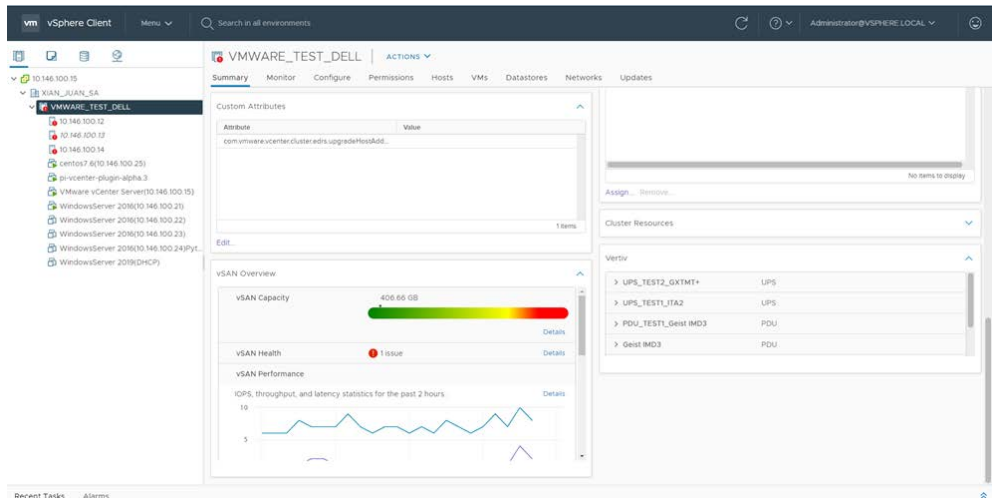 vm vSphere Client Menu Search in all environments Administrator@VSPHERE.LOCAL
VMWARE_TEST_DELL ACTIONS
Summary Monitor Configure Permissions Hosts VMs Datastores Networks Updates
10.146.100.15
XIAN_JUAN_SA
VMWARE_TEST_DELL
10.146.100.12
10.146.100.13
10.146.100.14
centos7.6(10.146.100.25)
pi-vcenter-plugin-alpha.3
VMware vCenter Server(10.146.100.15)
WindowsServer 2016(10.146.100.21)
WindowsServer 2016(10.146.100.22)
WindowsServer 2016(10.146.100.23)
WindowsServer 2016(10.146.100.24)Pyt...
WindowsServer 2019(DHCP)
Custom Attributes
Attribute Value
com.vmware.vcenter.cluster.edrs.upgradeHostAdd...
1 items
Edit...
vSAN Overview
vSAN Capacity 406.66 GB
Details
vSAN Health 1 issue Details
vSAN Performance
IOPS, throughput, and latency statistics for the past 2 hours Details
10
5
No items to display
Assign... Remove...
Cluster Resources
Vertiv
UPS_TEST2_GXTMT+ UPS
UPS_TEST1_ITA2 UPS
PDU_TEST1_Geist IMD3 PDU
Geist IMD3 PDU
Recent Tasks Alarms